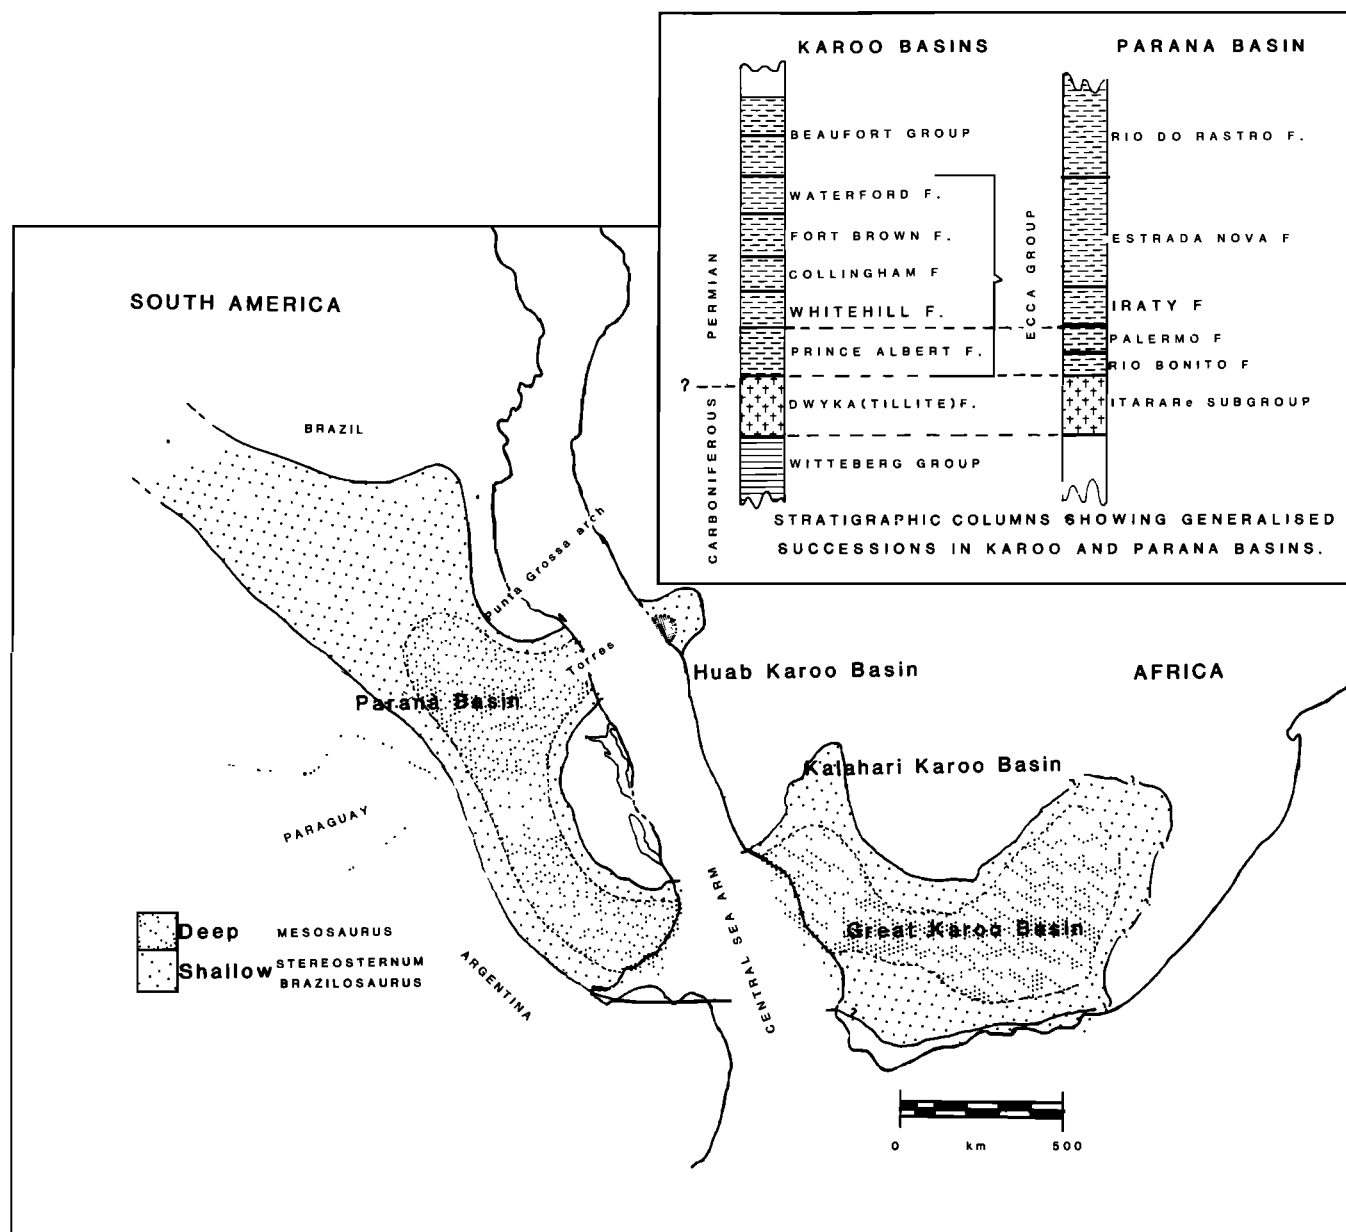 KAROO BASINS
PARANA BASIN
BEAUFORT GROUP
WATERFORD F.
FORT BROWN F.
COLLINGHAM F
WHITEHILL F.
PRINCE ALBERT F.
DWYKA(TILLITE)F.
WITTEBERG GROUP
PERMIAN
?
CARBONIFEROUS
ECCA GROUP
RIO DO RASTRO F.
ESTRADA NOVA F
IRATY F
PALERMO F
RIO BONITO F
ITARARe SUBGROUP
STRATIGRAPHIC COLUMNS SHOWING GENERALISED
SUCCESSIONS IN KAROO AND PARANA BASINS.
SOUTH AMERICA
BRAZIL
Punta Grossa arch
Torres
Huab Karoo Basin
AFRICA
Parana Basin
Kalahari Karoo Basin
PARAGUAY
CENTRAL SEA ARM
Great Karoo Basin
Deep MESOSAURUS
Shallow STEREOSTERNUM
BRAZILOSAURUS
ARGENTINA
?
0 km 500